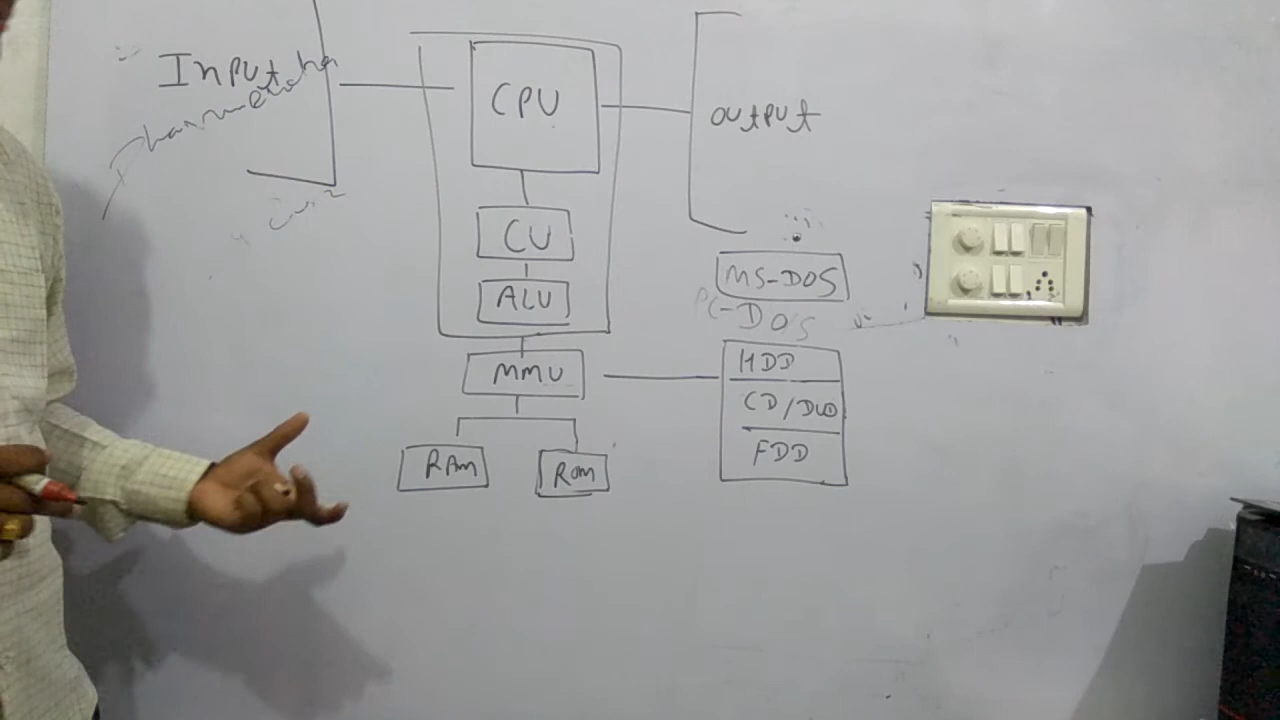 Input
CPU
output
CU
MS-DOS
ALU
PC-DOS
HDD
MMU
CD/DVD
FDD
RAM
ROM